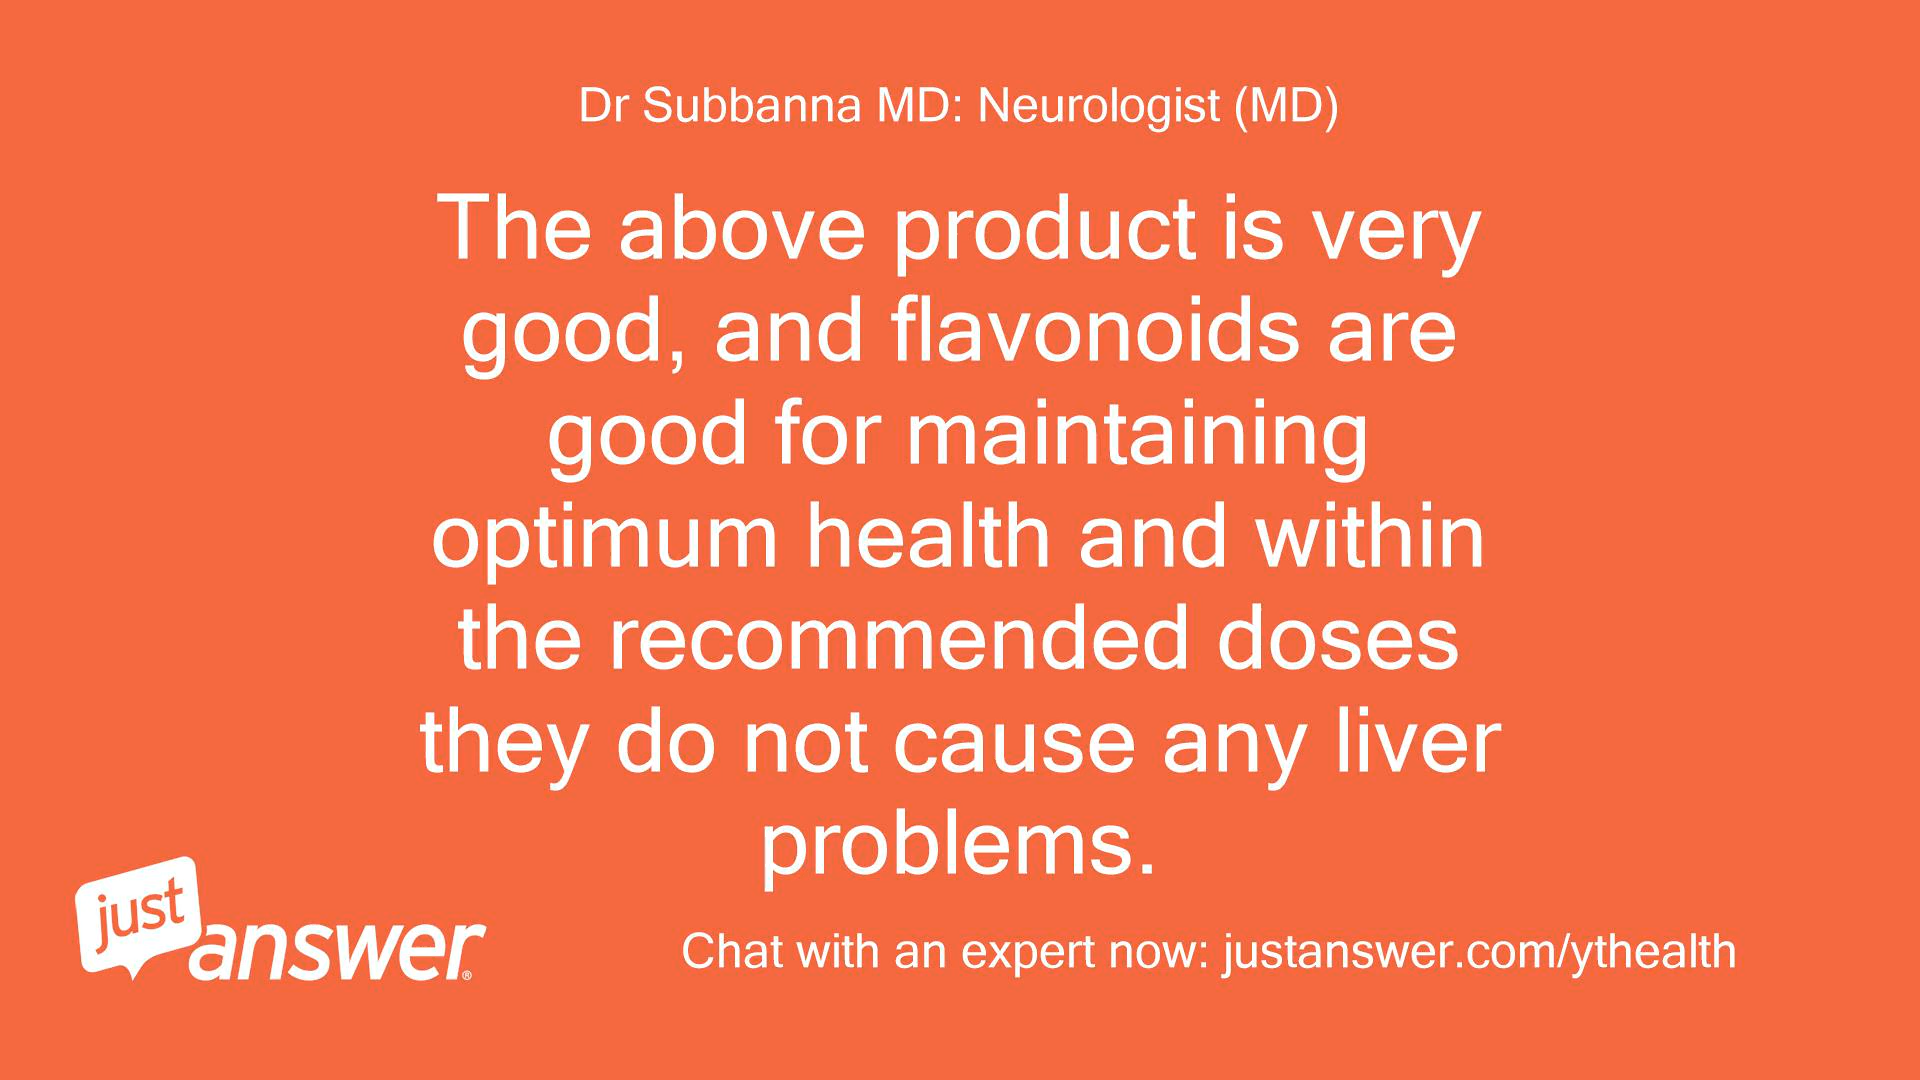 Dr Subbanna MD: Neurologist (MD)
The above product is very
good, and flavonoids are
good for maintaining
optimum health and within
the recommended doses
they do not cause any liver
problems.
just
answer®
Chat with an expert now: justanswer.com/ythealth